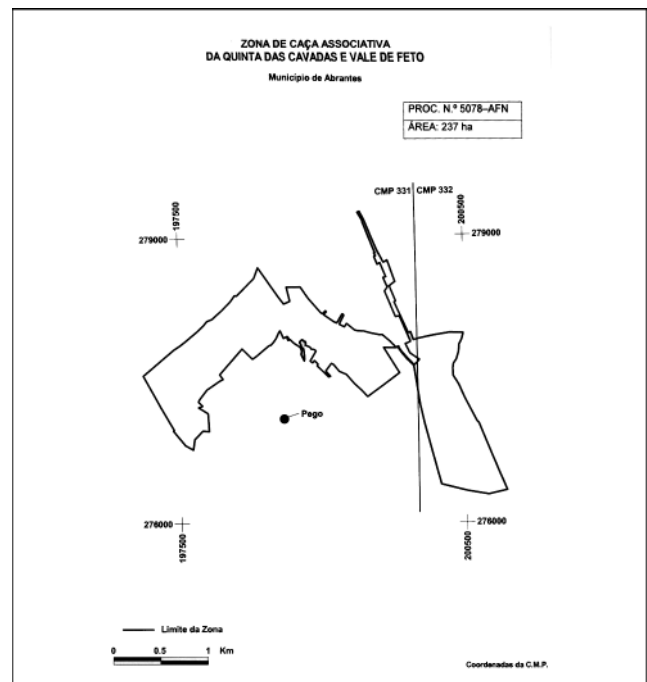 ZONA DE CAÇA ASSOCIATIVA
DA QUINTA DAS CAVADAS E VALE DE FETO
Município de Abrantes
PROC. N.º 5078–AFN
ÁREA: 237 ha
CMP 331 CMP 332
197500
200500
279000
279000
Pego
276000
276000
197500
200500
Limite da Zona
0 0.5 1 Km
Coordenadas da C.M.P.